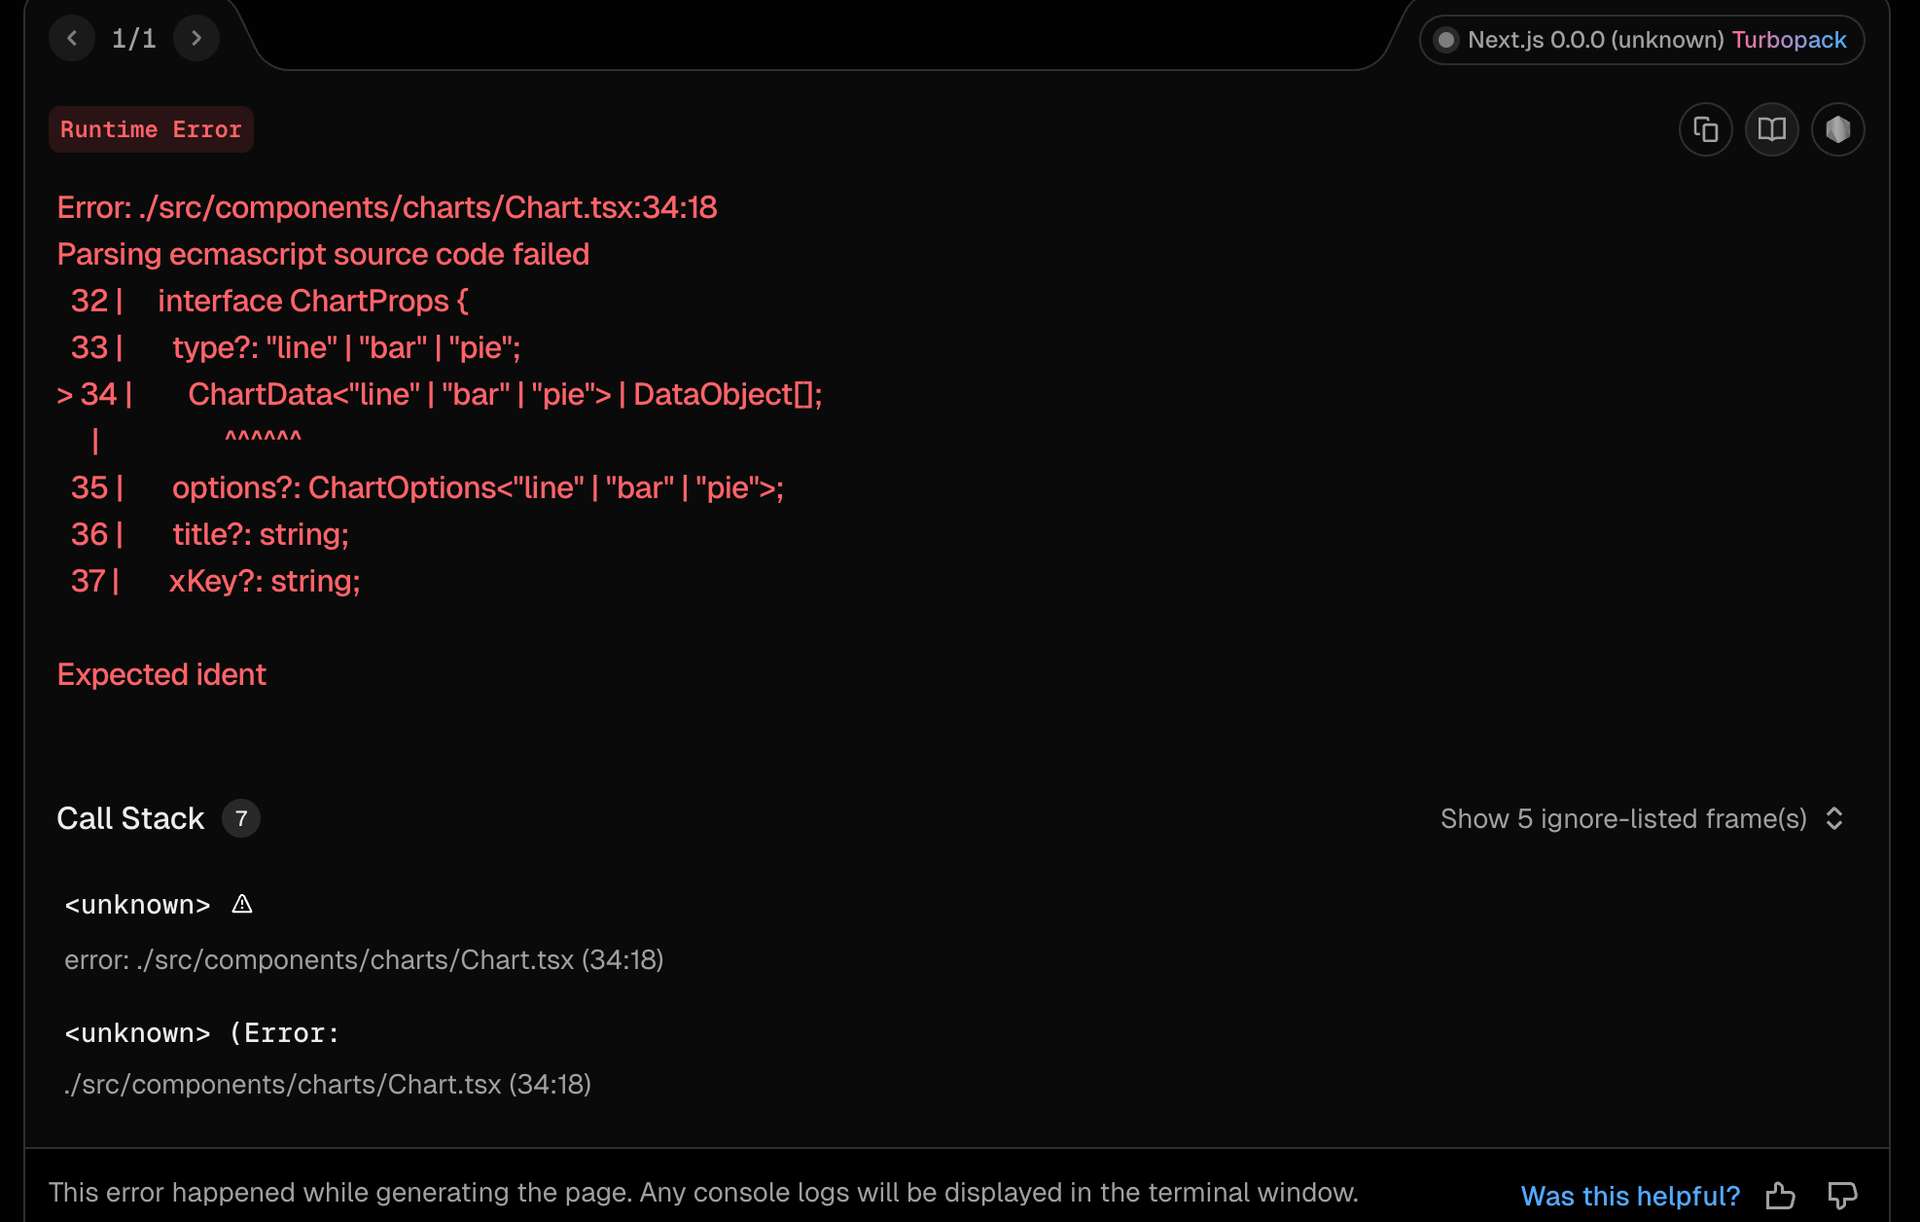 1/1
Next.js 0.0.0 (unknown) Turbopack
Runtime Error
Error: ./src/components/charts/Chart.tsx:34:18
Parsing ecmascript source code failed
32 | interface ChartProps {
33 | type?: "line" | "bar" | "pie";
> 34 | ChartData<"line" | "bar" | "pie"> | DataObject[];
| ^^^^^^
35 | options?: ChartOptions<"line" | "bar" | "pie">;
36 | title?: string;
37 | xKey?: string;
Expected ident
Call Stack 7
Show 5 ignore-listed frame(s)
<unknown>
error: ./src/components/charts/Chart.tsx (34:18)
<unknown> (Error:
./src/components/charts/Chart.tsx (34:18)
This error happened while generating the page. Any console logs will be displayed in the terminal window.
Was this helpful?